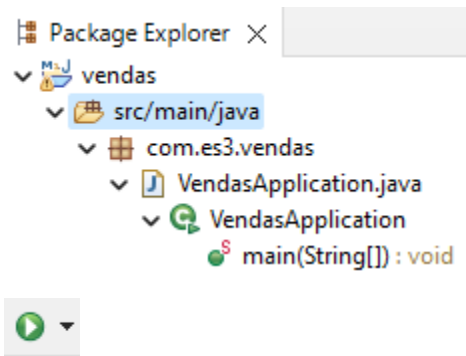 Package Explorer
vendas
src/main/java
com.es3.vendas
VendasApplication.java
VendasApplication
main(String[]) : void